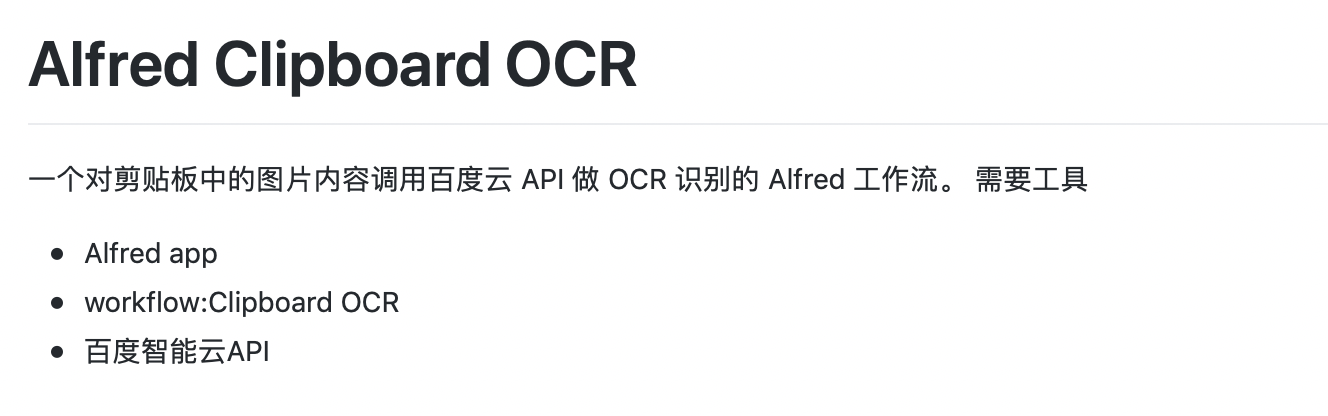 Alfred Clipboard OCR
一个对剪贴板中的图片内容调用百度云 API 做 OCR 识别的 Alfred 工作流。 需要工具
Alfred app
workflow:Clipboard OCR
百度智能云API